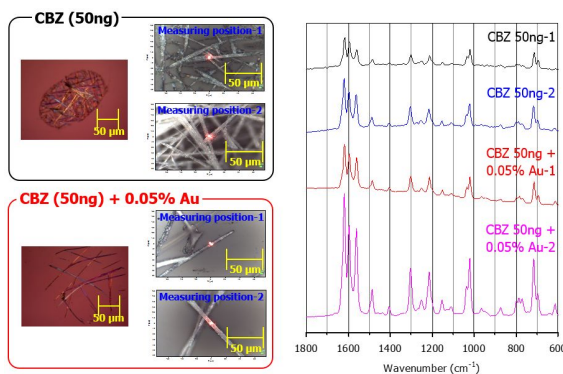 CBZ (50ng)
Measuring position-1
50 µm
50 µm
Measuring position-2
50 µm
CBZ (50ng) + 0.05% Au
Measuring position-1
50 µm
50 µm
Measuring position-2
50 µm
CBZ 50ng-1
CBZ 50ng-2
CBZ 50ng +
0.05% Au-1
CBZ 50ng +
0.05% Au-2
1800 1600 1400 1200 1000 800 600
Wavenumber (cm⁻¹)